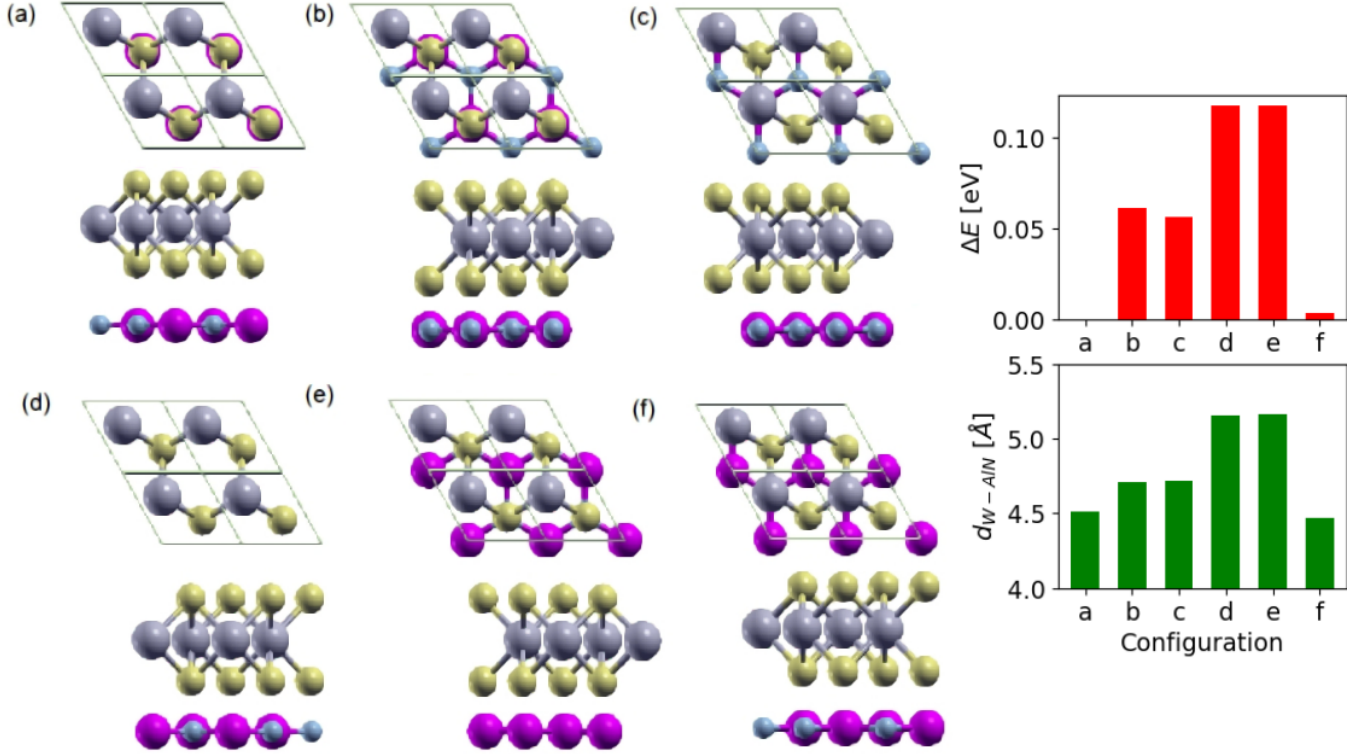 (a)
(b)
(c)
(d)
(e)
(f)
ΔE [eV]
0.10
0.05
0.00
a b c d e f
d_{W-AlN} [Å]
5.5
5.0
4.5
4.0
a b c d e f
Configuration